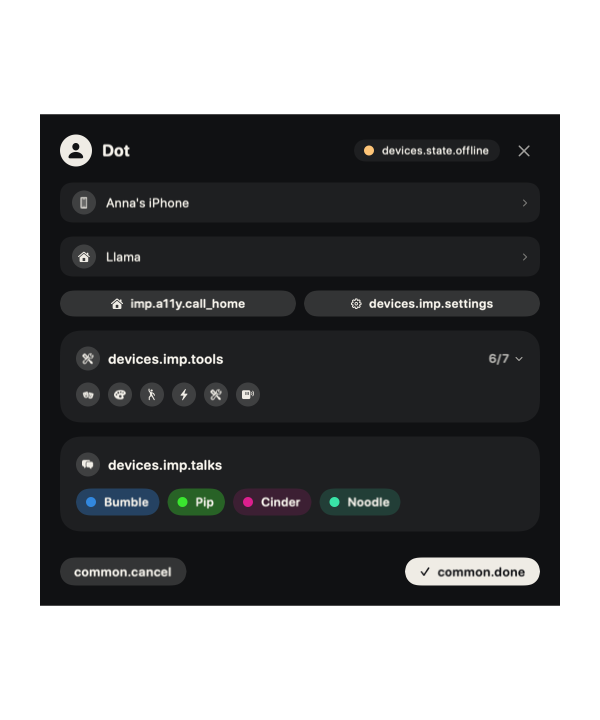 Dot
devices.state.offline
Anna's iPhone
Llama
imp.a11y.call_home
devices.imp.settings
devices.imp.tools
6/7
devices.imp.talks
Bumble
Pip
Cinder
Noodle
common.cancel
common.done